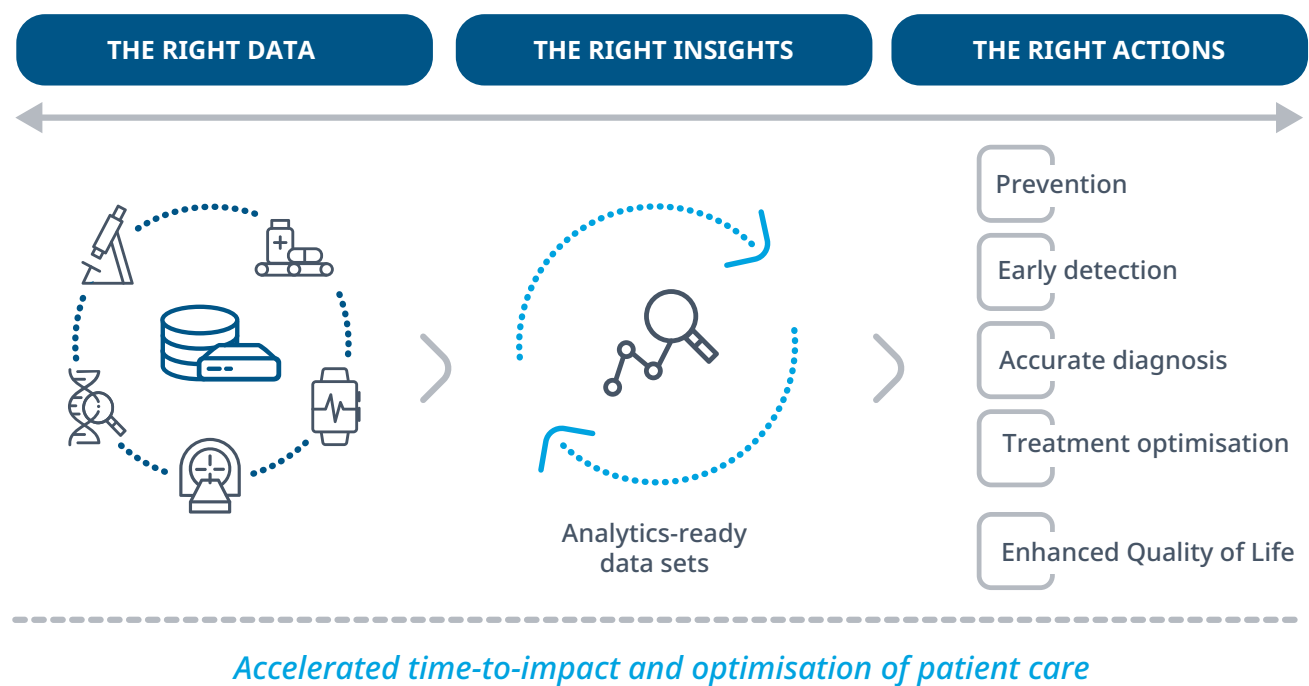 THE RIGHT DATA
THE RIGHT INSIGHTS
THE RIGHT ACTIONS
Analytics-ready
data sets
Prevention
Early detection
Accurate diagnosis
Treatment optimisation
Enhanced Quality of Life
Accelerated time-to-impact and optimisation of patient care